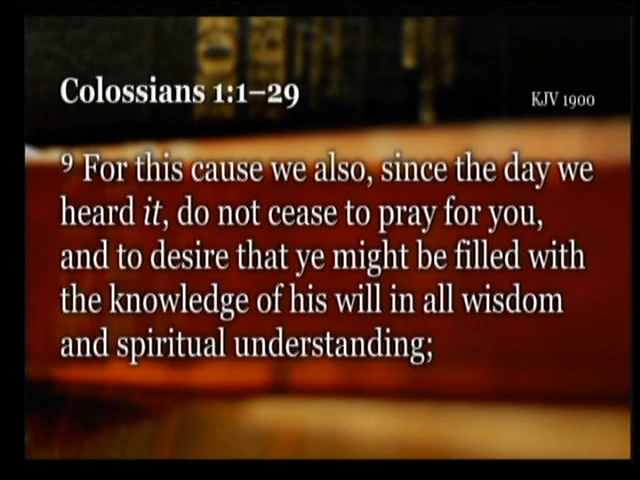 Colossians 1:1–29
KJV 1900
9 For this cause we also, since the day we
heard it, do not cease to pray for you,
and to desire that ye might be filled with
the knowledge of his will in all wisdom
and spiritual understanding;